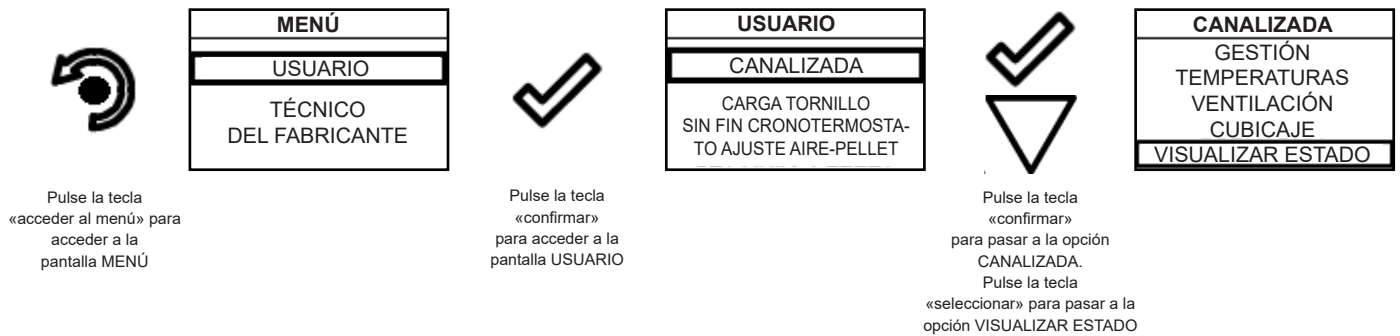 MENÚ
USUARIO
TÉCNICO
DEL FABRICANTE
Pulse la tecla
«acceder al menú» para
acceder a la
pantalla MENÚ
Pulse la tecla
«confirmar»
para acceder a la
pantalla USUARIO
USUARIO
CANALIZADA
CARGA TORNILLO
SIN FIN CRONOTERMOSTA-
TO AJUSTE AIRE-PELLET
Pulse la tecla
«confirmar»
para pasar a la opción
CANALIZADA.
Pulse la tecla
«seleccionar» para pasar a la
opción VISUALIZAR ESTADO
CANALIZADA
GESTIÓN
TEMPERATURAS
VENTILACIÓN
CUBICAJE
VISUALIZAR ESTADO